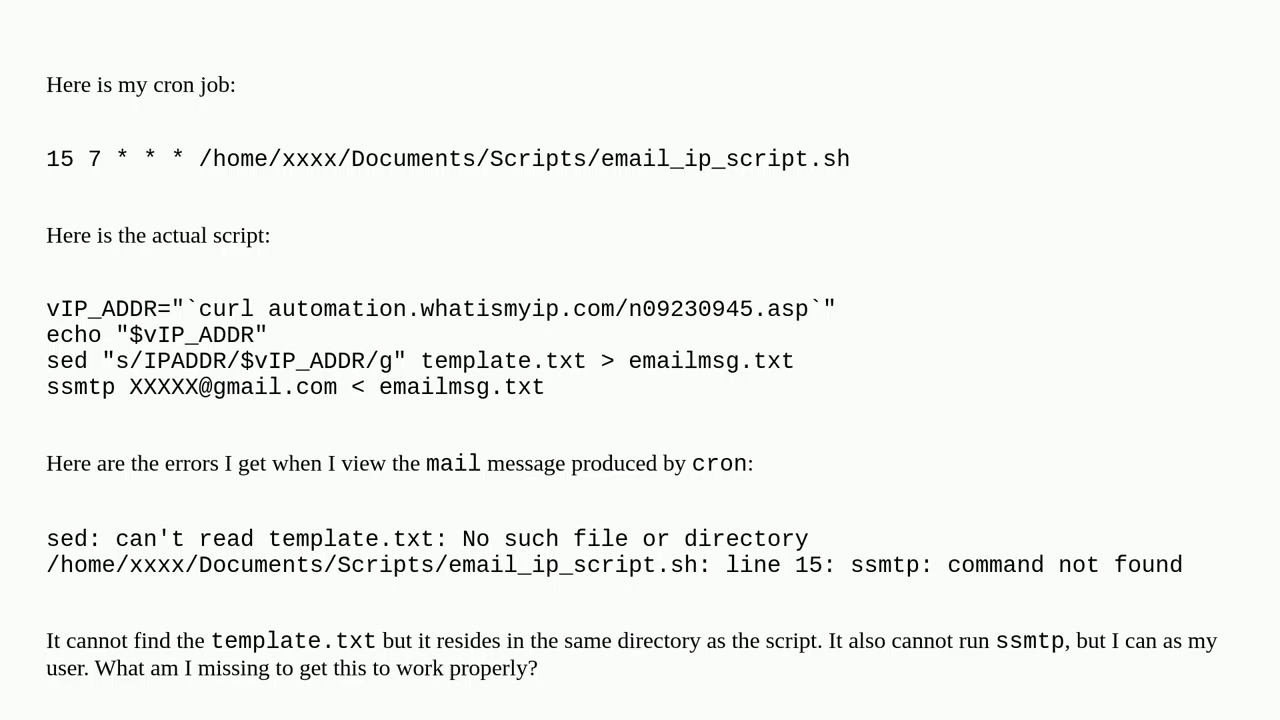 Here is my cron job:
15 7 * * * /home/xxxx/Documents/Scripts/email_ip_script.sh
Here is the actual script:
vIP_ADDR="`curl automation.whatismyip.com/n09230945.asp`"
echo "$vIP_ADDR"
sed "s/IPADDR/$vIP_ADDR/g" template.txt > emailmsg.txt
ssmtp XXXXX@gmail.com < emailmsg.txt
Here are the errors I get when I view the mail message produced by cron:
sed: can't read template.txt: No such file or directory
/home/xxxx/Documents/Scripts/email_ip_script.sh: line 15: ssmtp: command not found
It cannot find the template.txt but it resides in the same directory as the script. It also cannot run ssmtp, but I can as my
user. What am I missing to get this to work properly?